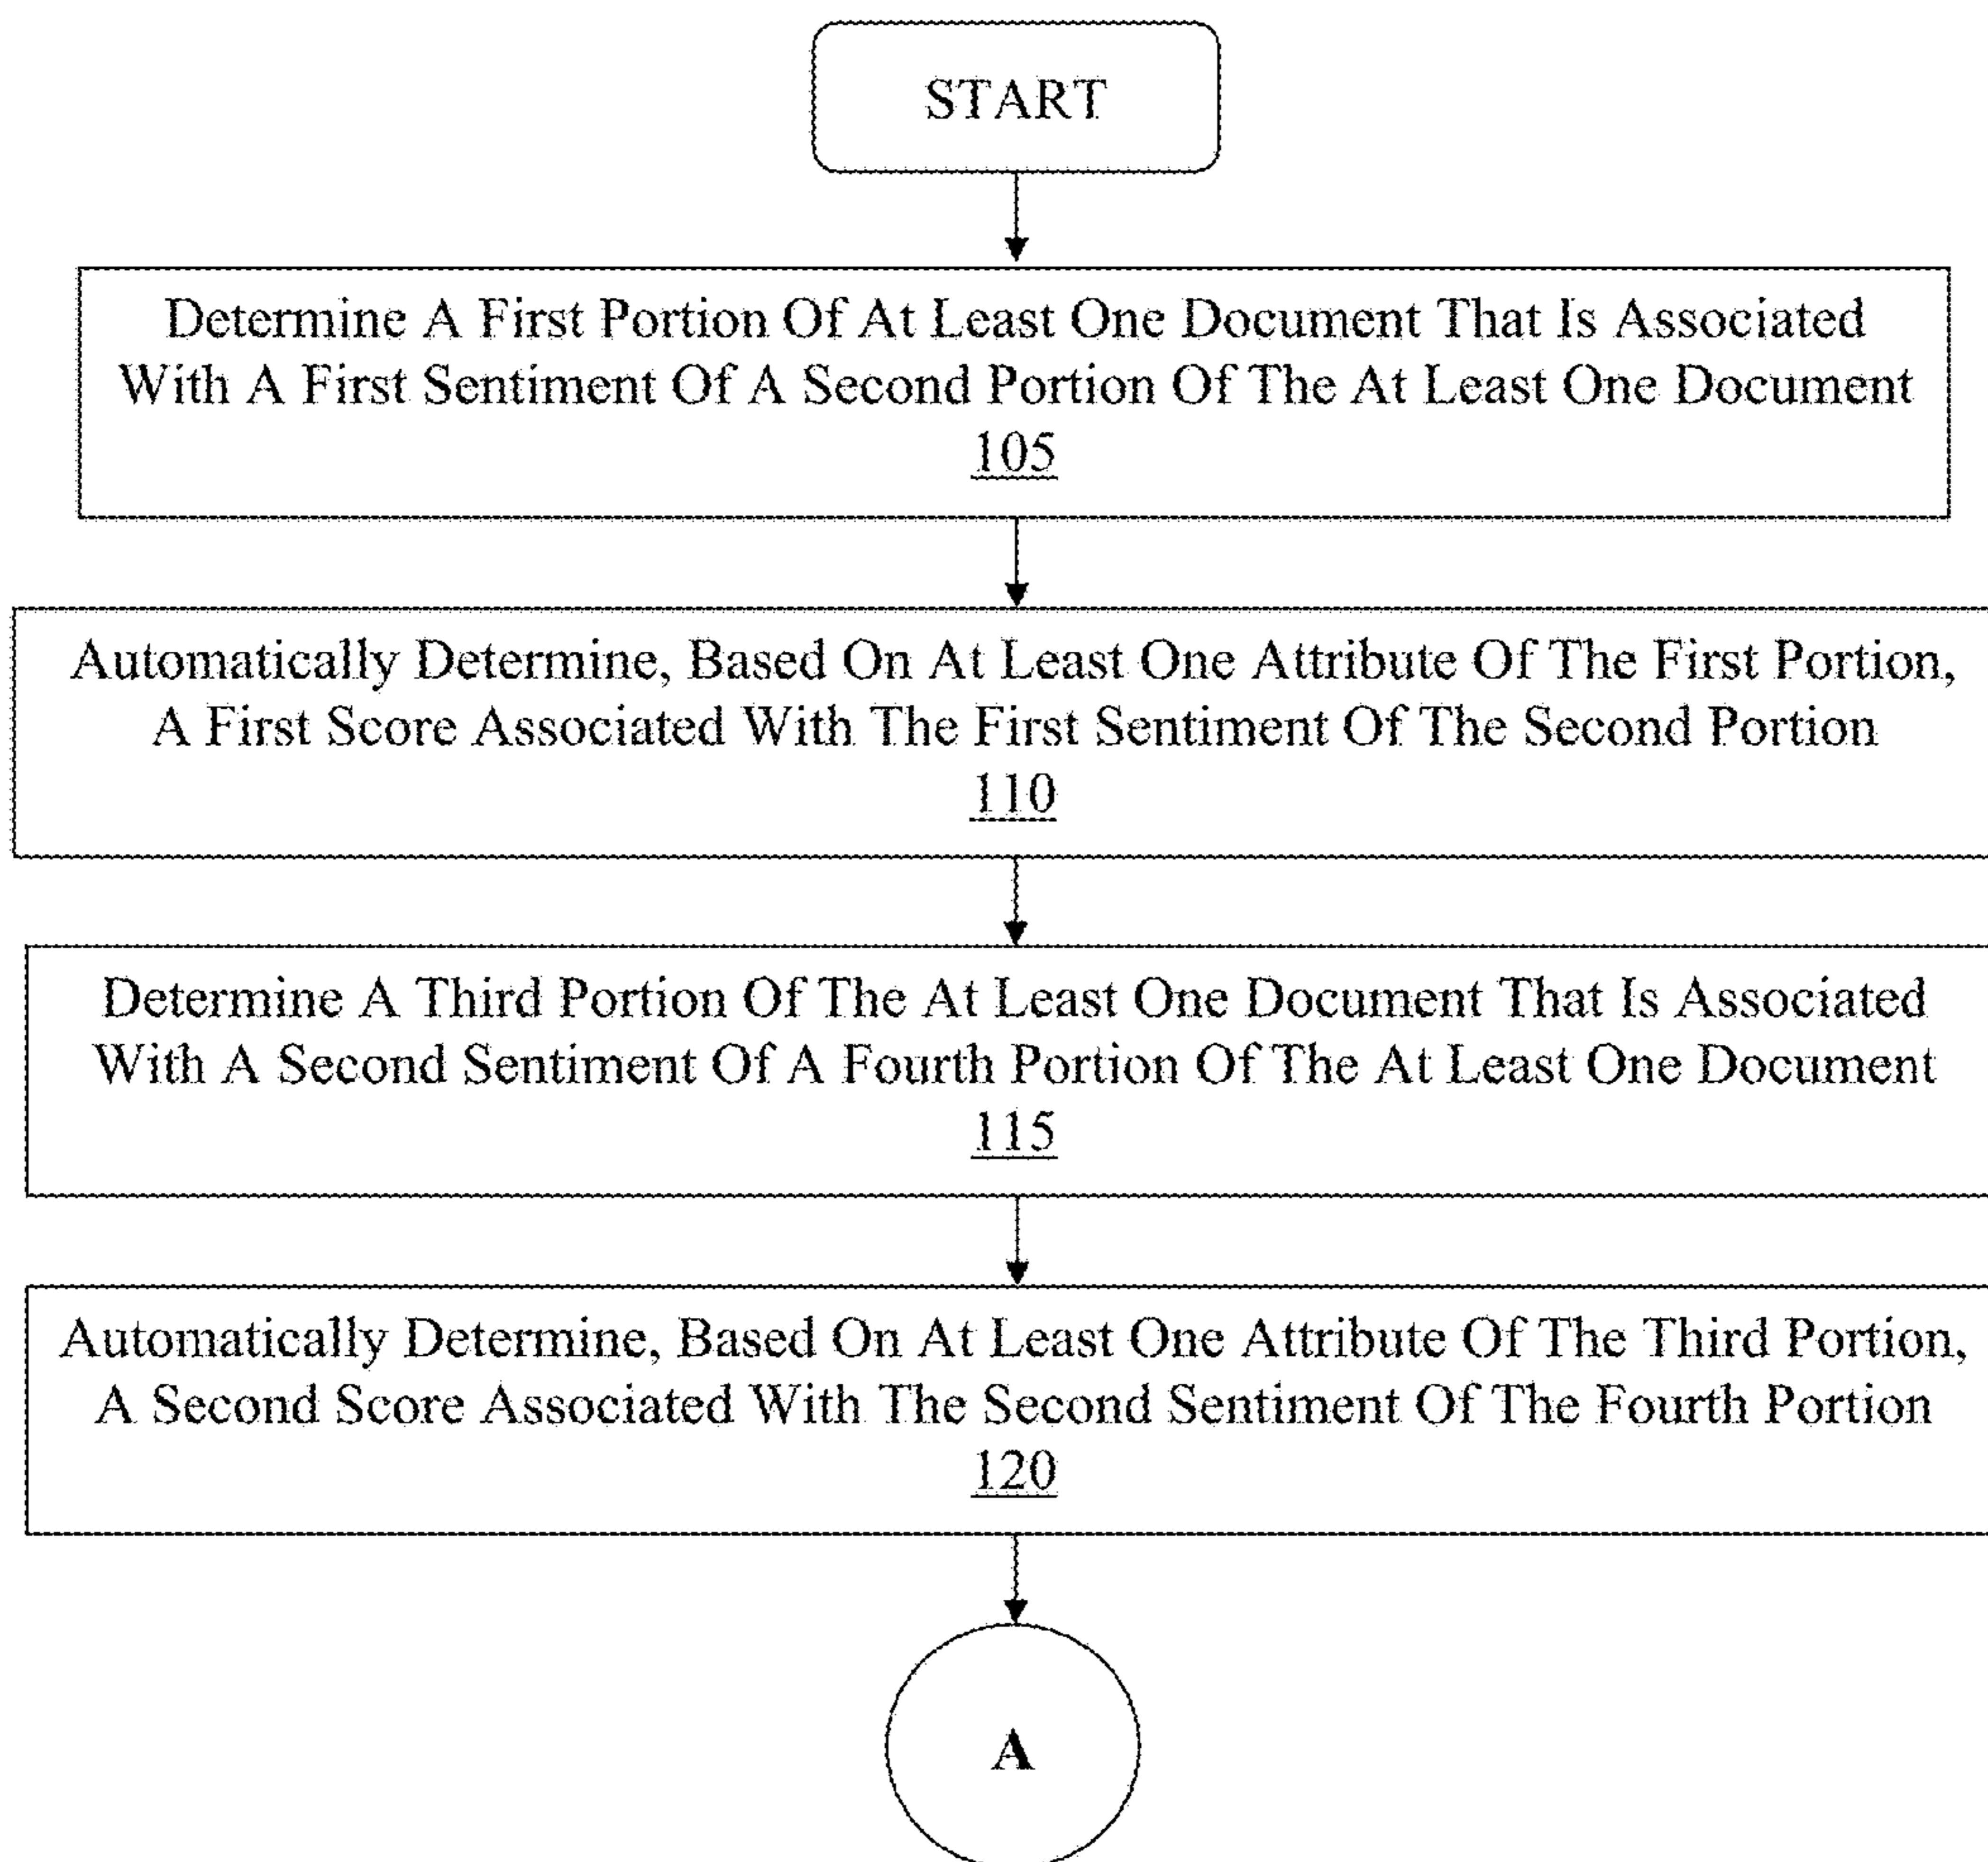 START
Determine A First Portion Of At Least One Document That Is Associated
With A First Sentiment Of A Second Portion Of The At Least One Document
105
Automatically Determine, Based On At Least One Attribute Of The First Portion,
A First Score Associated With The First Sentiment Of The Second Portion
110
Determine A Third Portion Of The At Least One Document That Is Associated
With A Second Sentiment Of A Fourth Portion Of The At Least One Document
115
Automatically Determine, Based On At Least One Attribute Of The Third Portion,
A Second Score Associated With The Second Sentiment Of The Fourth Portion
120
A